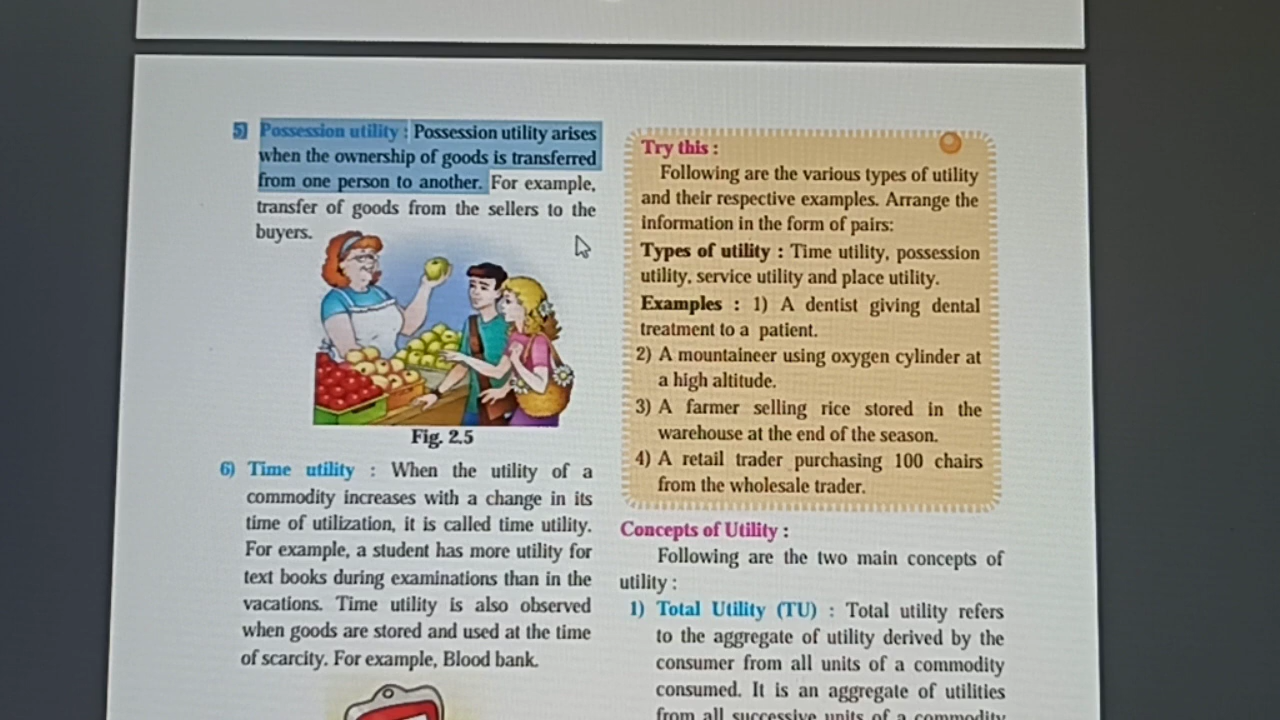 5) Possession utility : Possession utility arises
when the ownership of goods is transferred
from one person to another. For example,
transfer of goods from the sellers to the
buyers.
Fig. 2.5
6) Time utility : When the utility of a
commodity increases with a change in its
time of utilization, it is called time utility.
For example, a student has more utility for
text books during examinations than in the
vacations. Time utility is also observed
when goods are stored and used at the time
of scarcity. For example, Blood bank.
Try this :
Following are the various types of utility
and their respective examples. Arrange the
information in the form of pairs:
Types of utility : Time utility, possession
utility, service utility and place utility.
Examples : 1) A dentist giving dental
treatment to a patient.
2) A mountaineer using oxygen cylinder at
a high altitude.
3) A farmer selling rice stored in the
warehouse at the end of the season.
4) A retail trader purchasing 100 chairs
from the wholesale trader.
Concepts of Utility :
Following are the two main concepts of
utility :
1) Total Utility (TU) : Total utility refers
to the aggregate of utility derived by the
consumer from all units of a commodity
consumed. It is an aggregate of utilities
from all successive units of a commodity